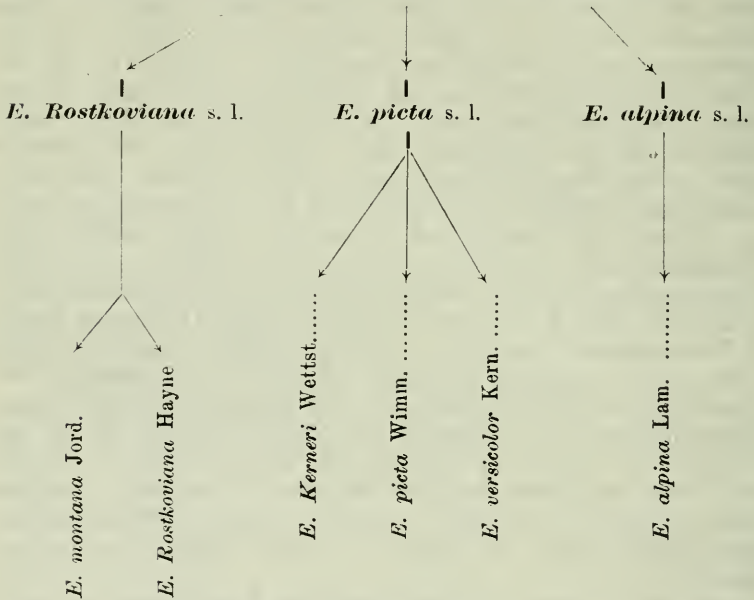 E. Rostkoviana s. l.
E. picta s. l.
E. alpina s. l.
E. montana Jord.
E. Rostkoviana Hayne
E. Kerneri Wettst.......
E. picta Wimm. .........
E. versicolor Kern. ......
E. alpina Lam. .........